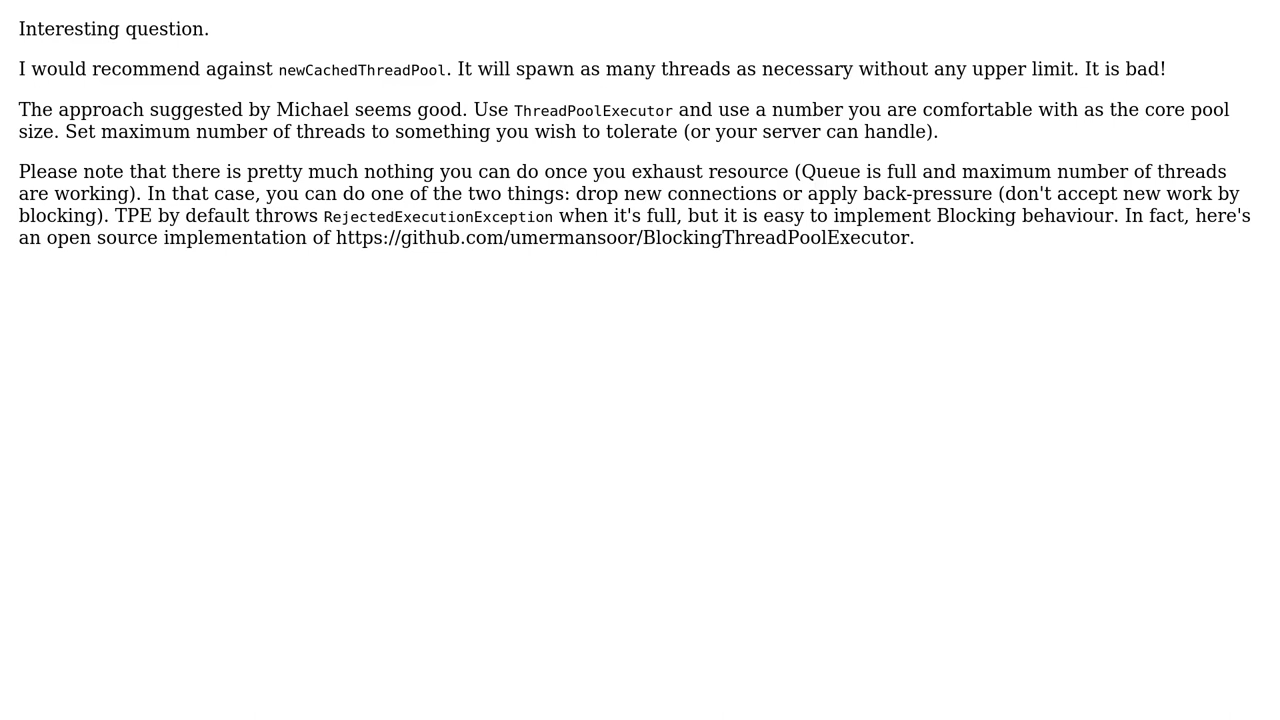 Interesting question.
I would recommend against newCachedThreadPool. It will spawn as many threads as necessary without any upper limit. It is bad!
The approach suggested by Michael seems good. Use ThreadPoolExecutor and use a number you are comfortable with as the core pool
size. Set maximum number of threads to something you wish to tolerate (or your server can handle).
Please note that there is pretty much nothing you can do once you exhaust resource (Queue is full and maximum number of threads
are working). In that case, you can do one of the two things: drop new connections or apply back-pressure (don't accept new work by
blocking). TPE by default throws RejectedExecutionException when it's full, but it is easy to implement Blocking behaviour. In fact, here's
an open source implementation of https://github.com/umermansoor/BlockingThreadPoolExecutor.